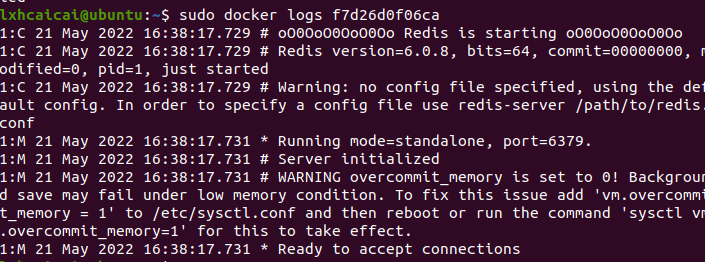 lxhcaicai@ubuntu:~$ sudo docker logs f7d26d0f06ca
1:C 21 May 2022 16:38:17.729 # oO0OoO0OoO0Oo Redis is starting oO0OoO0OoO0Oo
1:C 21 May 2022 16:38:17.729 # Redis version=6.0.8, bits=64, commit=00000000, m
odified=0, pid=1, just started
1:C 21 May 2022 16:38:17.729 # Warning: no config file specified, using the def
ault config. In order to specify a config file use redis-server /path/to/redis.
conf
1:M 21 May 2022 16:38:17.731 * Running mode=standalone, port=6379.
1:M 21 May 2022 16:38:17.731 # Server initialized
1:M 21 May 2022 16:38:17.731 # WARNING overcommit_memory is set to 0! Backgroun
d save may fail under low memory condition. To fix this issue add 'vm.overcommi
t_memory = 1' to /etc/sysctl.conf and then reboot or run the command 'sysctl vm
.overcommit_memory=1' for this to take effect.
1:M 21 May 2022 16:38:17.731 * Ready to accept connections